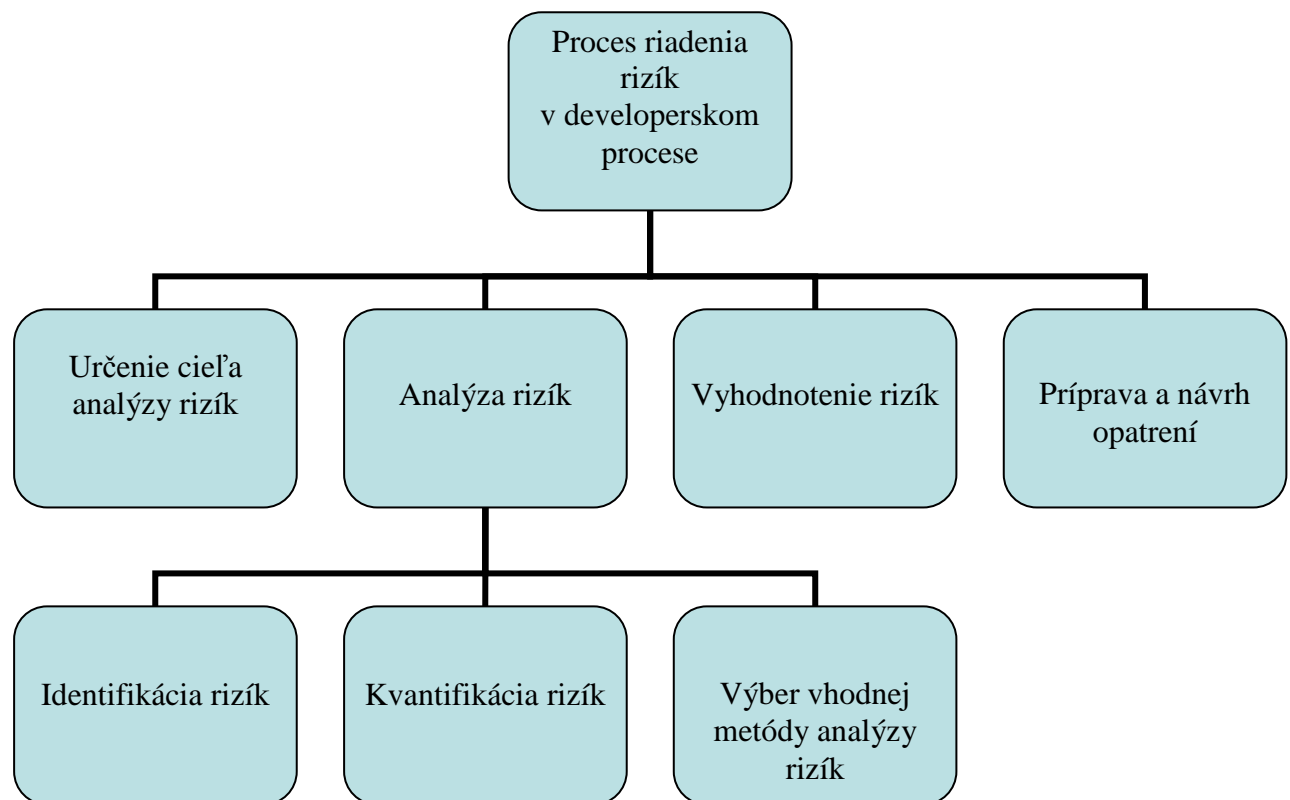 Proces riadenia
rizík
v developerskom
procese
Určenie cieľa
analýzy rizík
Analýza rizík
Vyhodnotenie rizík
Príprava a návrh
opatrení
Identifikácia rizík
Kvantifikácia rizík
Výber vhodnej
metódy analýzy
rizík